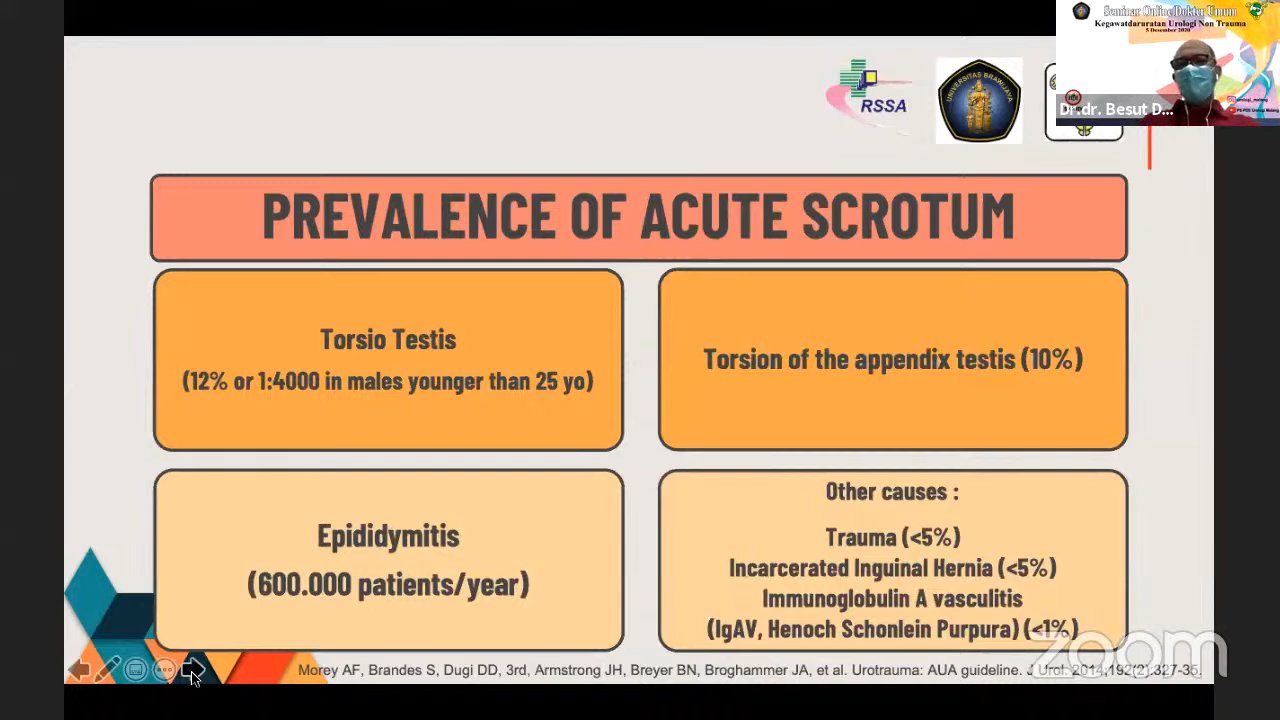 Seminar Online Dokter Umum
Kegawatdaruratan Urologi Non Trauma
5 Desember 2020
Dr.dr. Besut D...
RSSA
UNIVERSITAS BRAWIJAYA
PREVALENCE OF ACUTE SCROTUM
Torsio Testis
(12% or 1:4000 in males younger than 25 yo)
Torsion of the appendix testis (10%)
Epididymitis
(600.000 patients/year)
Other causes :
Trauma (<5%)
Incarcerated Inguinal Hernia (<5%)
Immunoglobulin A vasculitis
(IgAV, Henoch Schonlein Purpura) (<1%)
zoom
Morey AF, Brandes S, Dugi DD, 3rd, Armstrong JH, Breyer BN, Broghammer JA, et al. Urotrauma: AUA guideline. J Urol. 2014;192(2):327-35.